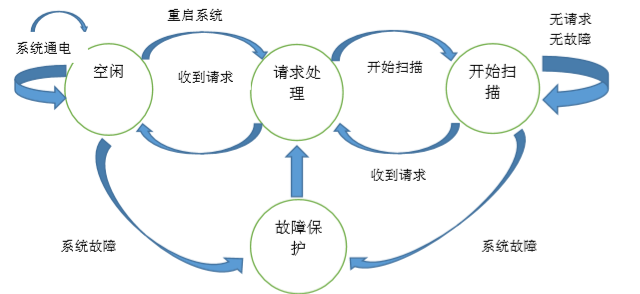 重启系统
无请求
无故障
系统通电
空闲
收到请求
请求处
理
开始扫描
开始扫
描
收到请求
故障保
护
系统故障
系统故障